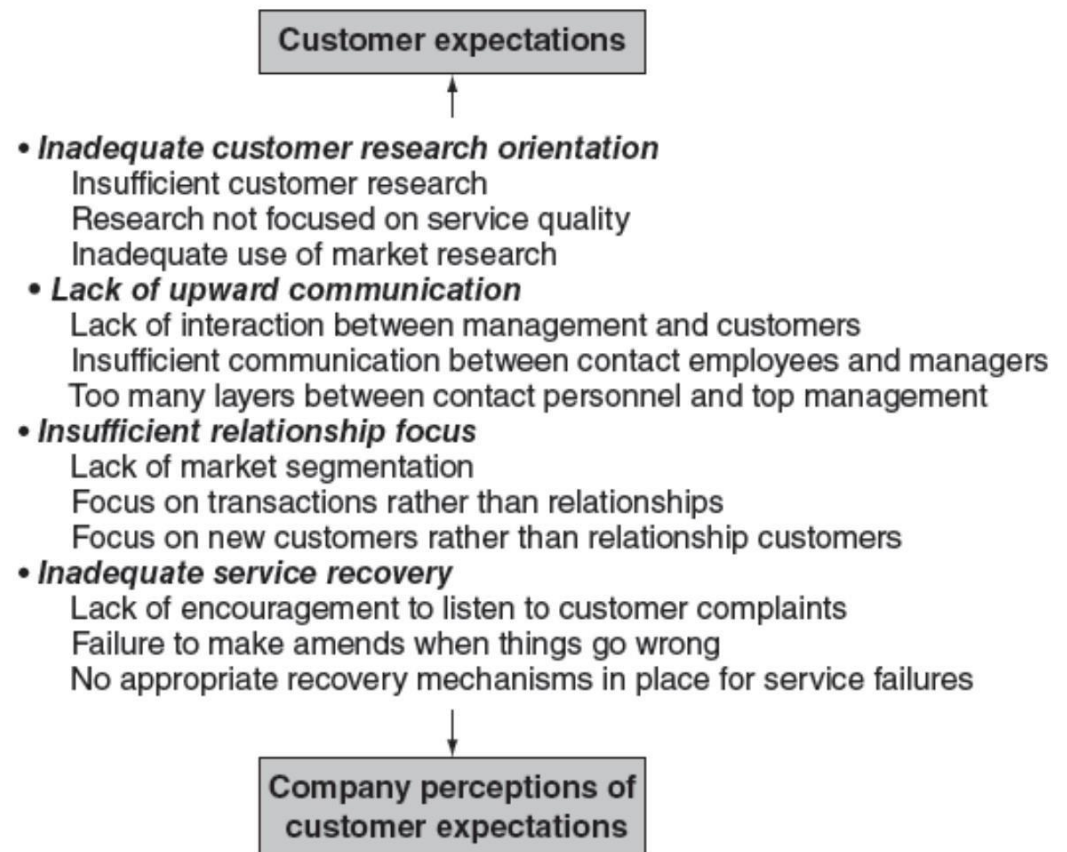 Customer expectations
• Inadequate customer research orientation
Insufficient customer research
Research not focused on service quality
Inadequate use of market research
• Lack of upward communication
Lack of interaction between management and customers
Insufficient communication between contact employees and managers
Too many layers between contact personnel and top management
• Insufficient relationship focus
Lack of market segmentation
Focus on transactions rather than relationships
Focus on new customers rather than relationship customers
• Inadequate service recovery
Lack of encouragement to listen to customer complaints
Failure to make amends when things go wrong
No appropriate recovery mechanisms in place for service failures
Company perceptions of
customer expectations